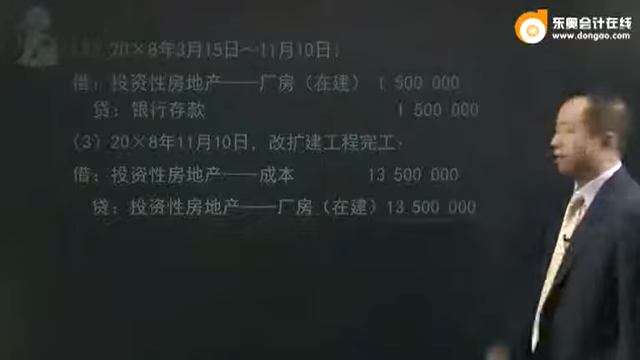 东奥会计在线
www.dongao.com
20×8年3月15日～11月10日：
借：投资性房地产——厂房（在建） 1 500 000
贷：银行存款 1 500 000
（3）20×8年11月10日，改扩建工程完工：
借：投资性房地产——成本 13 500 000
贷：投资性房地产——厂房（在建）13 500 000